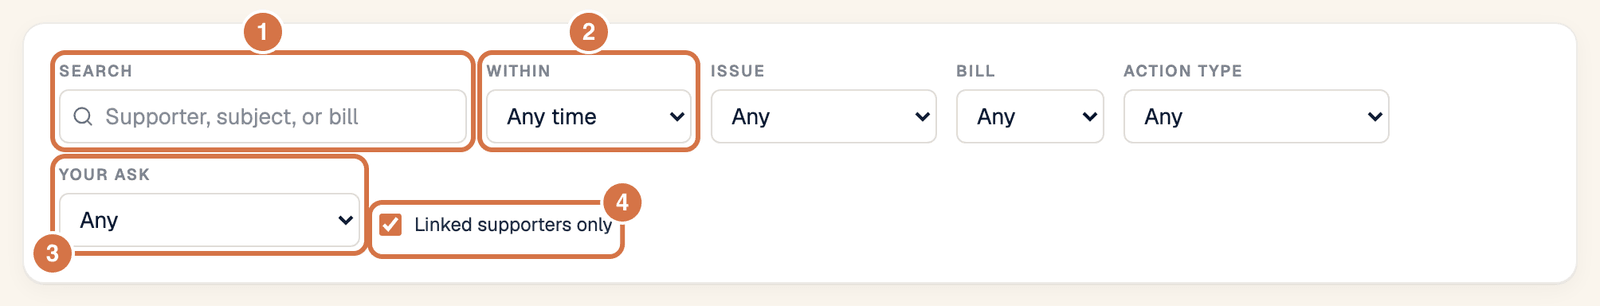 1 2
SEARCH WITHIN ISSUE BILL ACTION TYPE
Supporter, subject, or bill Any time Any Any Any
YOUR ASK
Any Linked supporters only 4
3